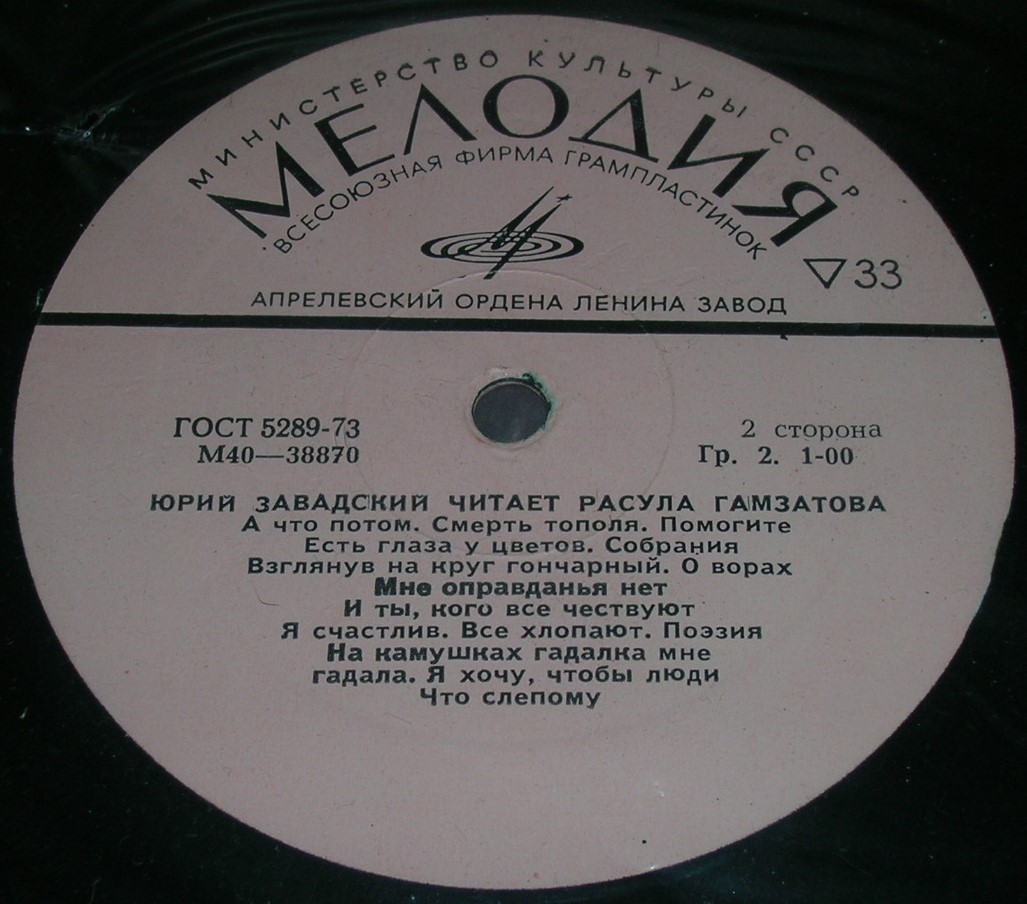 МИНИСТЕРСТВО КУЛЬТУРЫ СССР
МЕЛОДИЯ
ВСЕСОЮЗНАЯ ФИРМА ГРАМПЛАСТИНОК
33
АПРЕЛЕВСКИЙ ОРДЕНА ЛЕНИНА ЗАВОД
ГОСТ 5289-73
М40—38870
2 сторона
Гр. 2. 1-00
ЮРИЙ ЗАВАДСКИЙ ЧИТАЕТ РАСУЛА ГАМЗАТОВА
А что потом. Смерть тополя. Помогите
Есть глаза у цветов. Собрания
Взглянув на круг гончарный. О ворах
Мне оправданья нет
И ты, кого все чествуют
Я счастлив. Все хлопают. Поэзия
На камушках гадалка мне
гадала. Я хочу, чтобы люди
Что слепому